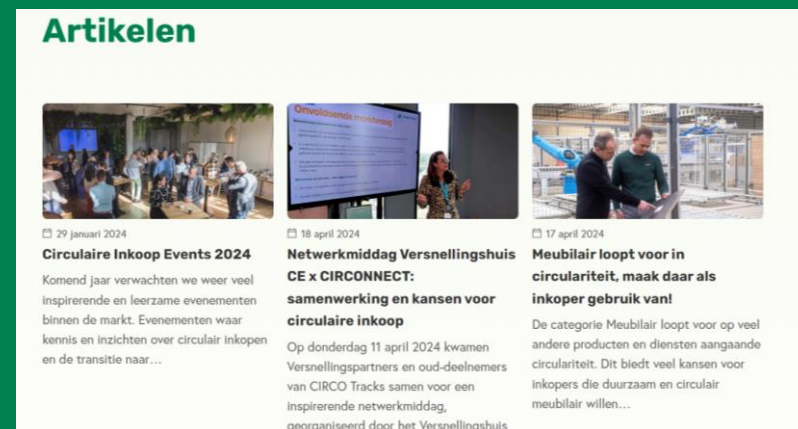 Artikelen
Onvoldoende marktvraag
29 januari 2024
Circulaire Inkoop Events 2024
Komend jaar verwachten we weer veel
inspirerende en leerzame evenementen
binnen de markt. Evenementen waar
kennis en inzichten over circulair inkopen
en de transitie naar…
18 april 2024
Netwerkmiddag Versnellingshuis
CE x CIRCONNECT:
samenwerking en kansen voor
circulaire inkoop
Op donderdag 11 april 2024 kwamen
Versnellingspartners en oud-deelnemers
van CIRCO Tracks samen voor een
inspirerende netwerkmiddag,
georganiseerd door het Versnellingshuis
17 april 2024
Meubilair loopt voor in
circulariteit, maak daar als
inkoper gebruik van!
De categorie Meubilair loopt voor op veel
andere producten en diensten aangaande
circulariteit. Dit biedt veel kansen voor
inkopers die duurzaam en circulair
meubilair willen…